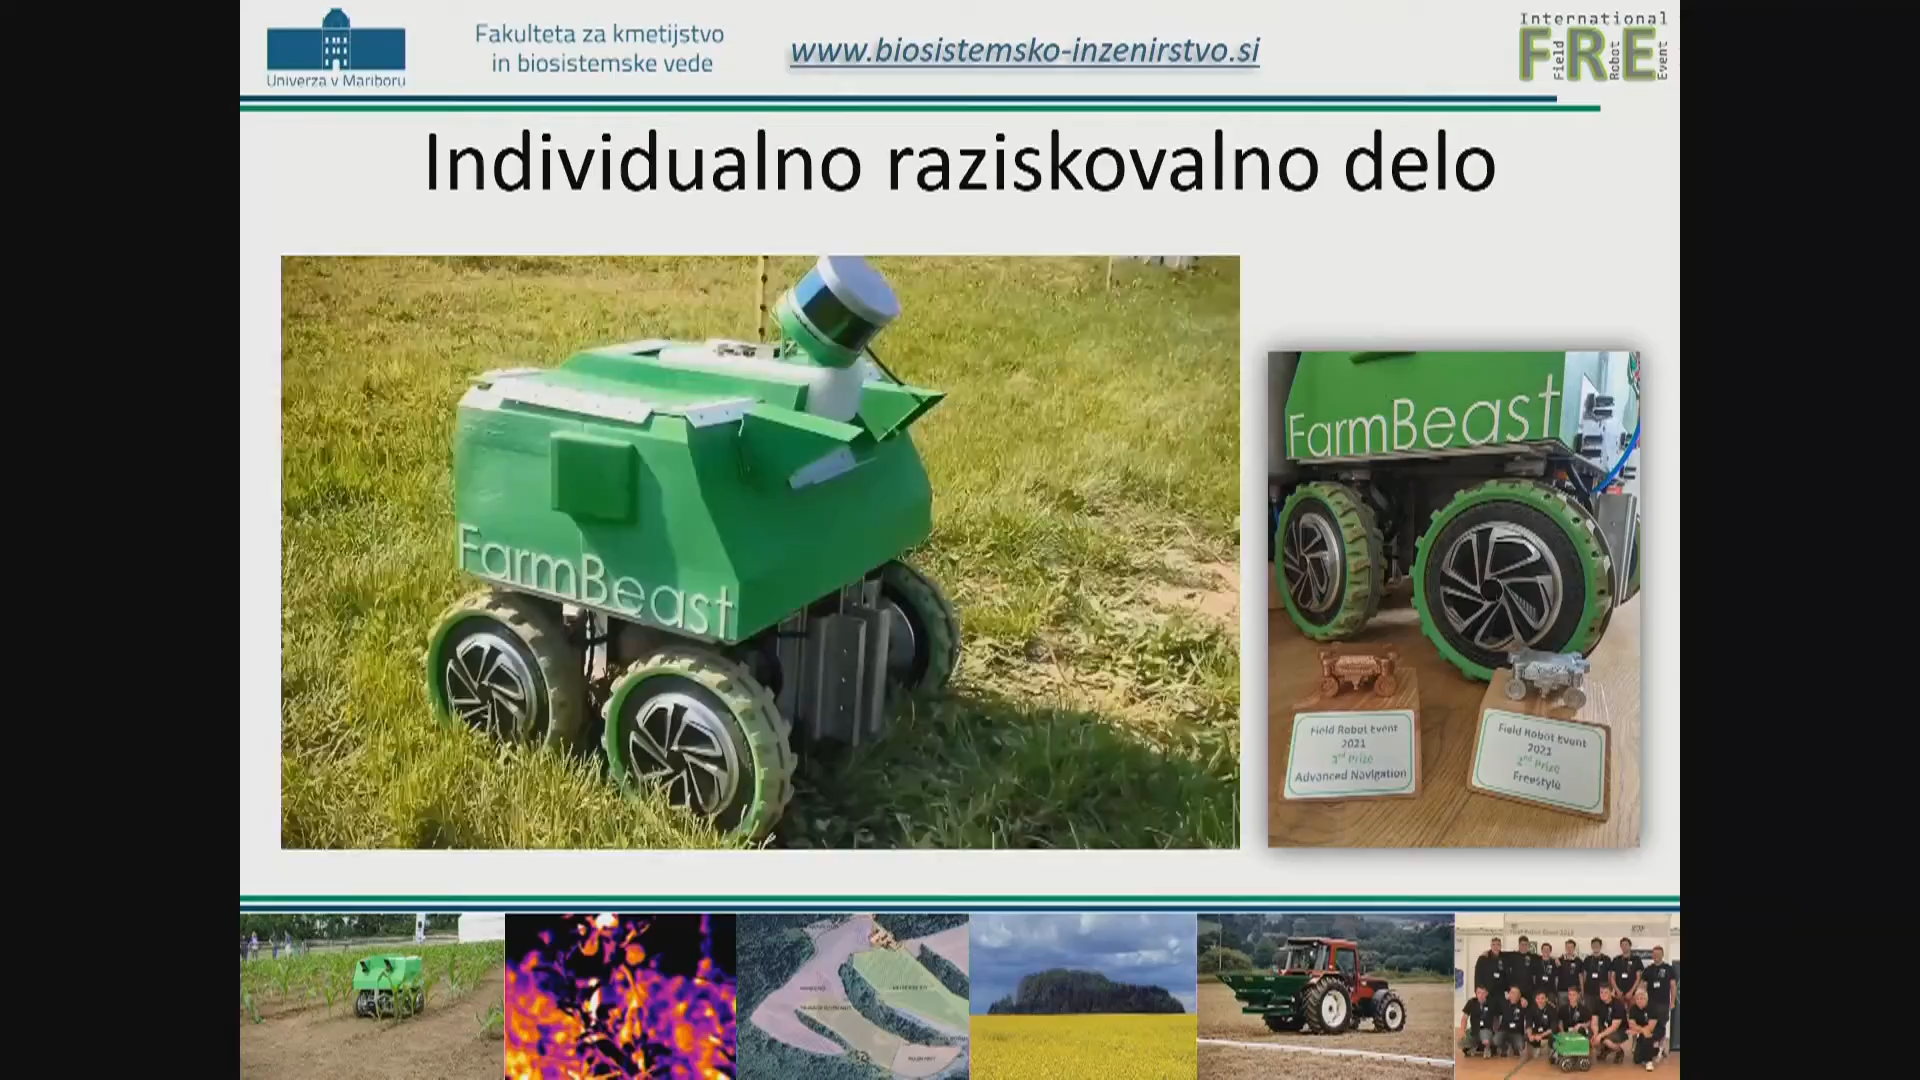 Univerza v Mariboru
Fakulteta za kmetijstvo
in biosistemske vede
www.biosistemsko-inzenirstvo.si
International
FRE
Field
Robot
Event
Individualno raziskovalno delo
FarmBeast
FarmBeast
Field Robot Event
2021
3rd Prize
Advanced Navigation
Field Robot Event
2021
2nd Prize
Freestyle